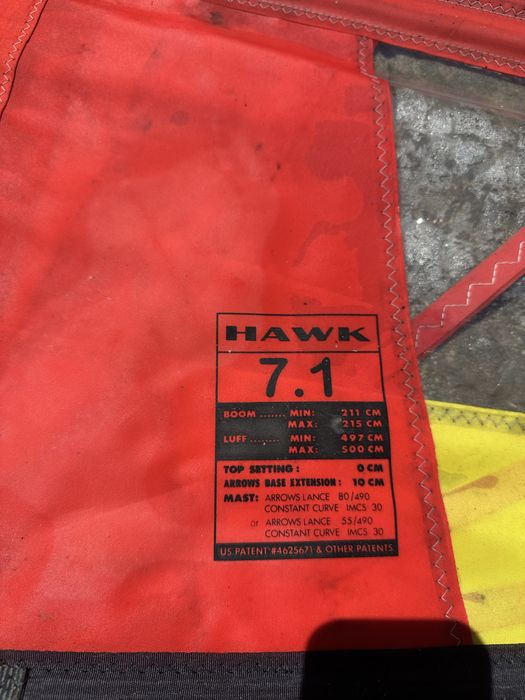 HAWK
7.1
BOOM ....... MIN: 211 CM
MAX: 215 CM
LUFF ........ MIN: 497 CM
MAX: 500 CM
TOP SETTING : 0 CM
ARROWS BASE EXTENSION : 10 CM
MAST: ARROWS LANCE 80/490
CONSTANT CURVE IMCS 30
or ARROWS LANCE 55/490
CONSTANT CURVE IMCS 30
US PATENT #4625671 & OTHER PATENTS